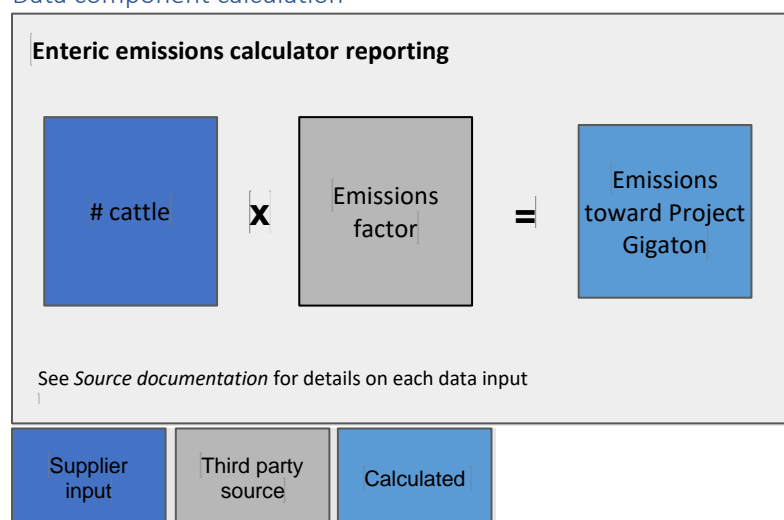 Data component calculation
Enteric emissions calculator reporting
# cattle
x
Emissions
factor
=
Emissions
toward Project
Gigaton
See Source documentation for details on each data input
Supplier
input
Third party
source
Calculated